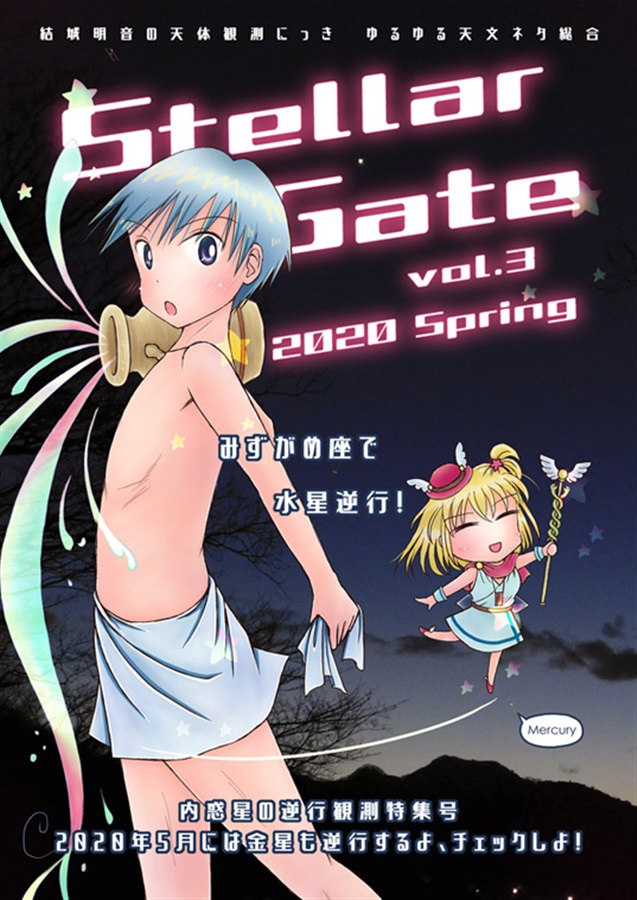 結城明音の天体観測にっき ゆるゆる天文ネタ総合
Stellar
Gate
vol.3
2020 Spring
みずがめ座で
水星逆行!
Mercury
内惑星の逆行観測特集号
2020年5月には金星も逆行するよ、チェックしよ!